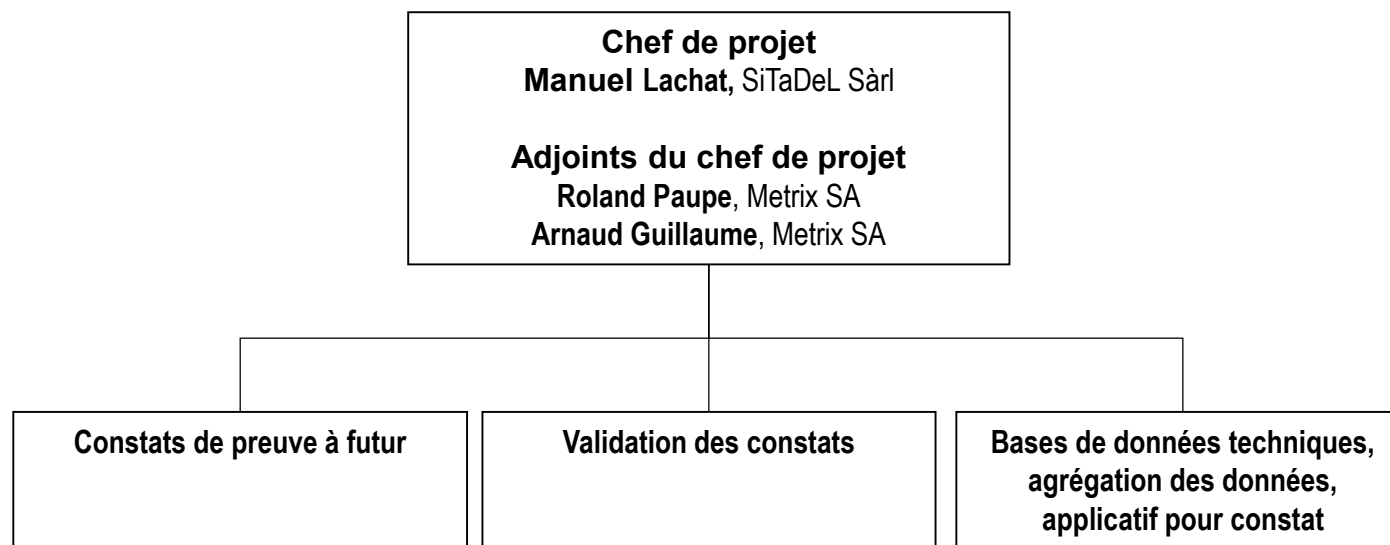 Chef de projet
Manuel Lachat, SiTaDeL Sàrl
Adjoints du chef de projet
Roland Paupe, Metrix SA
Arnaud Guillaume, Metrix SA
Constats de preuve à futur
Validation des constats
Bases de données techniques,
agrégation des données,
applicatif pour constat